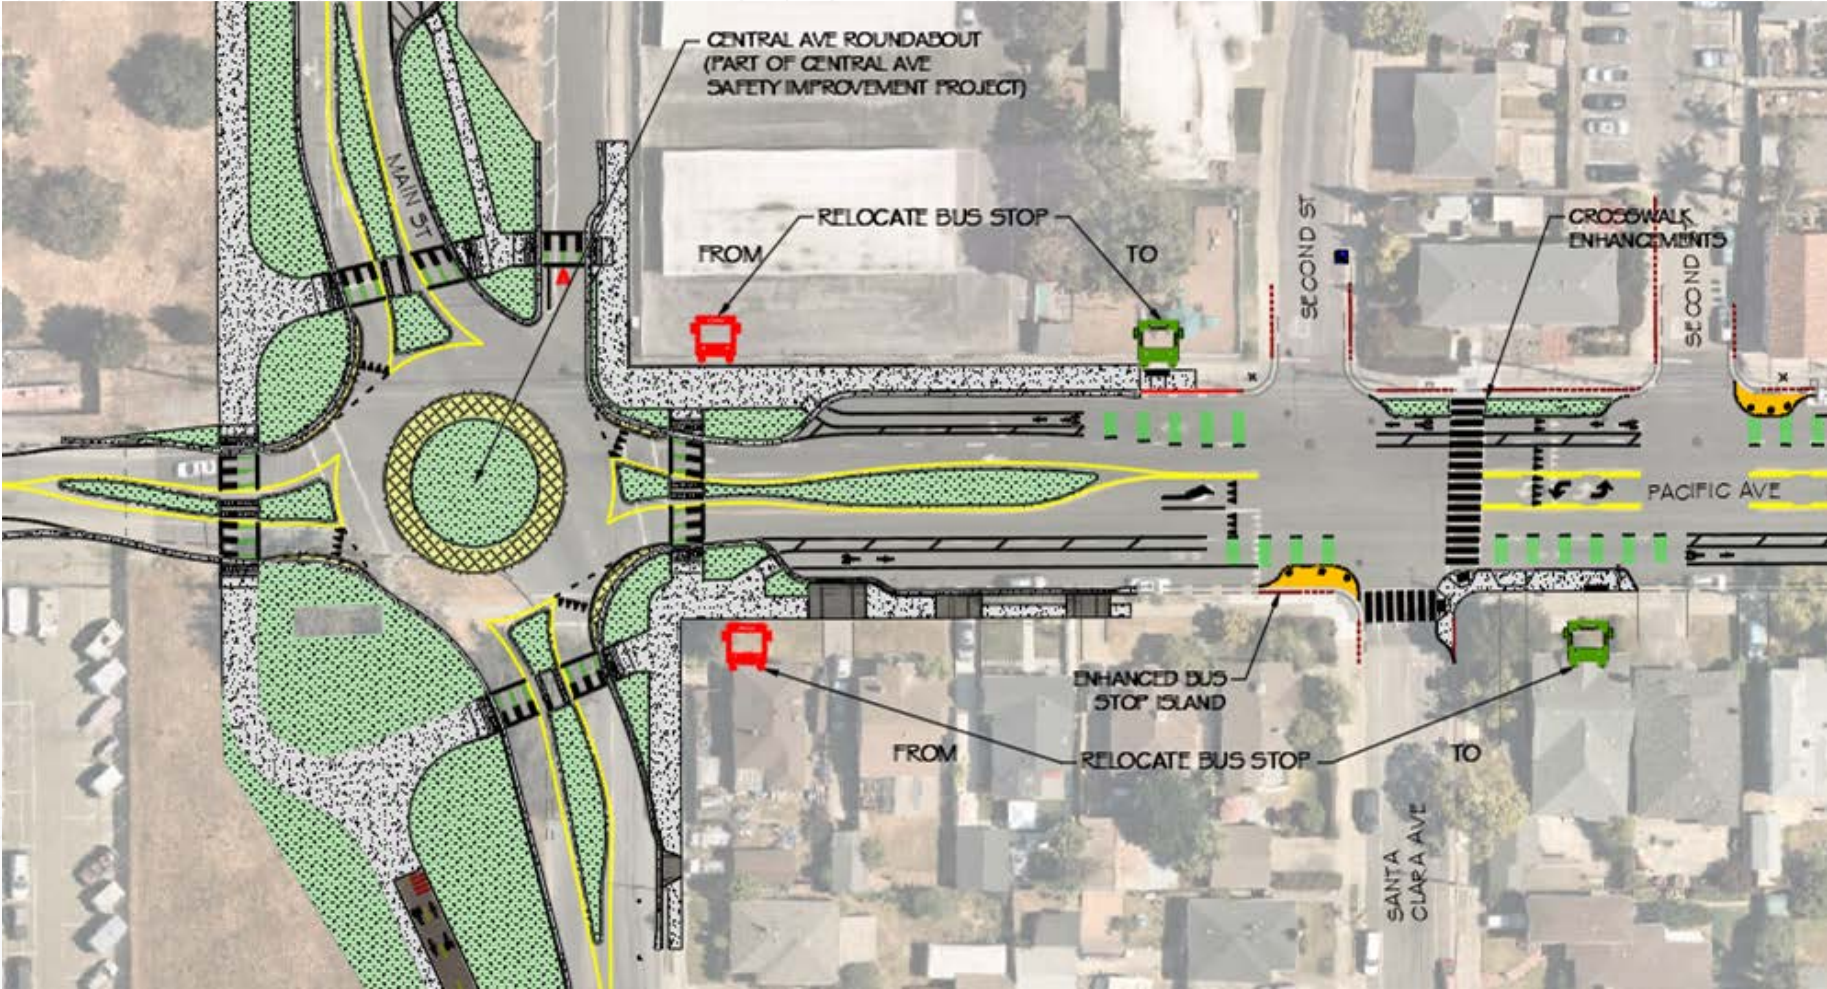 CENTRAL AVE ROUNDABOUT
(PART OF CENTRAL AVE
SAFETY IMPROVEMENT PROJECT)
MAIN ST
RELOCATE BUS STOP
FROM
TO
SECOND ST
CROSSWALK
ENHANCEMENTS
SECOND
PACIFIC AVE
ENHANCED BUS
STOP ISLAND
FROM
RELOCATE BUS STOP
TO
SANTA
CLARA AVE